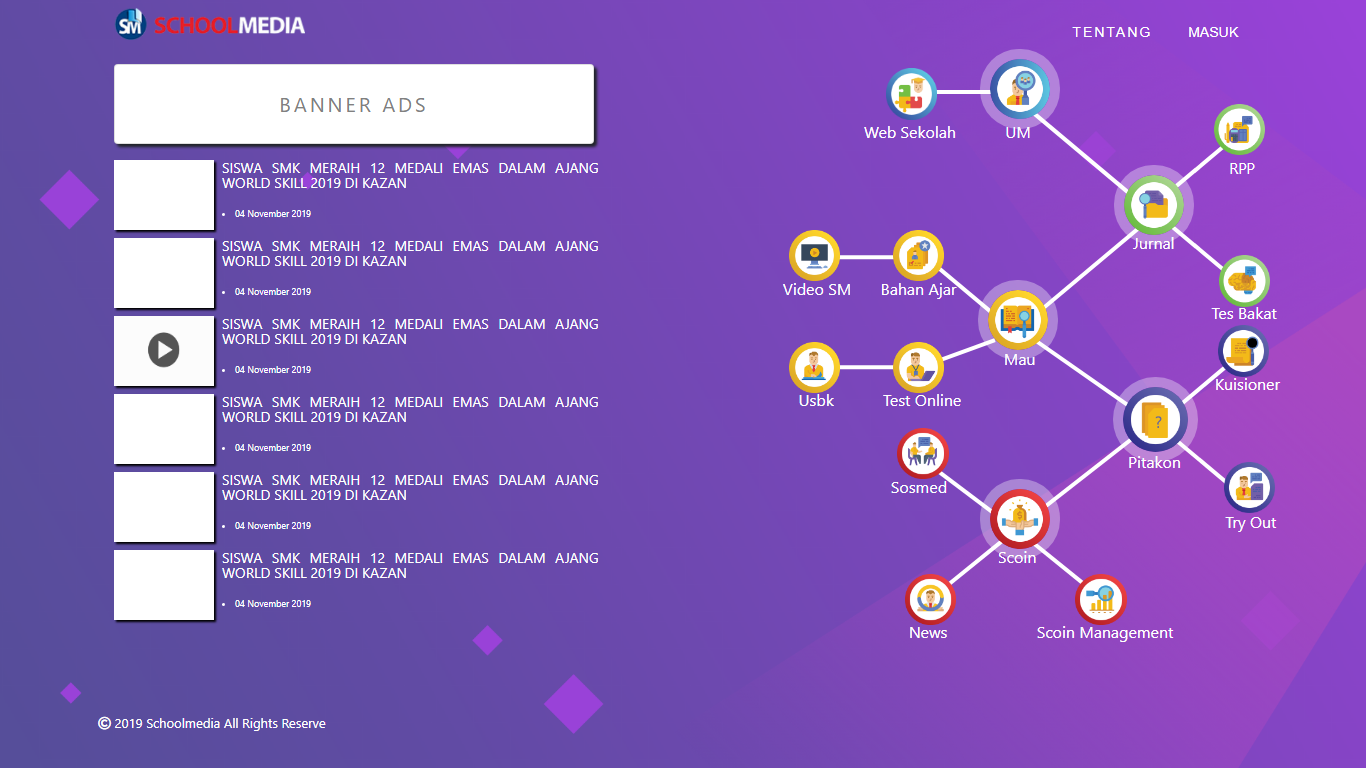 SM SCHOOLMEDIA
TENTANG
MASUK
BANNER ADS
SISWA SMK MERAIH 12 MEDALI EMAS DALAM AJANG
WORLD SKILL 2019 DI KAZAN
• 04 November 2019
SISWA SMK MERAIH 12 MEDALI EMAS DALAM AJANG
WORLD SKILL 2019 DI KAZAN
• 04 November 2019
SISWA SMK MERAIH 12 MEDALI EMAS DALAM AJANG
WORLD SKILL 2019 DI KAZAN
• 04 November 2019
SISWA SMK MERAIH 12 MEDALI EMAS DALAM AJANG
WORLD SKILL 2019 DI KAZAN
• 04 November 2019
SISWA SMK MERAIH 12 MEDALI EMAS DALAM AJANG
WORLD SKILL 2019 DI KAZAN
• 04 November 2019
SISWA SMK MERAIH 12 MEDALI EMAS DALAM AJANG
WORLD SKILL 2019 DI KAZAN
• 04 November 2019
Web Sekolah
UM
RPP
Jurnal
Video SM
Bahan Ajar
Tes Bakat
Mau
Kuisioner
Usbk
Test Online
?
Pitakon
Sosmed
Try Out
Scoin
News
Scoin Management
© 2019 Schoolmedia All Rights Reserve